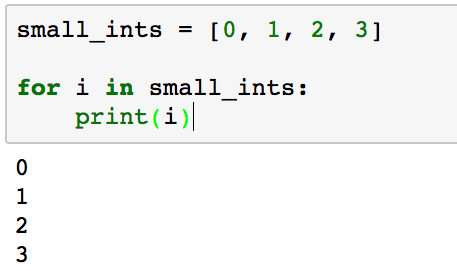 small_ints = [0, 1, 2, 3]
for i in small_ints:
    print(i)
0
1
2
3